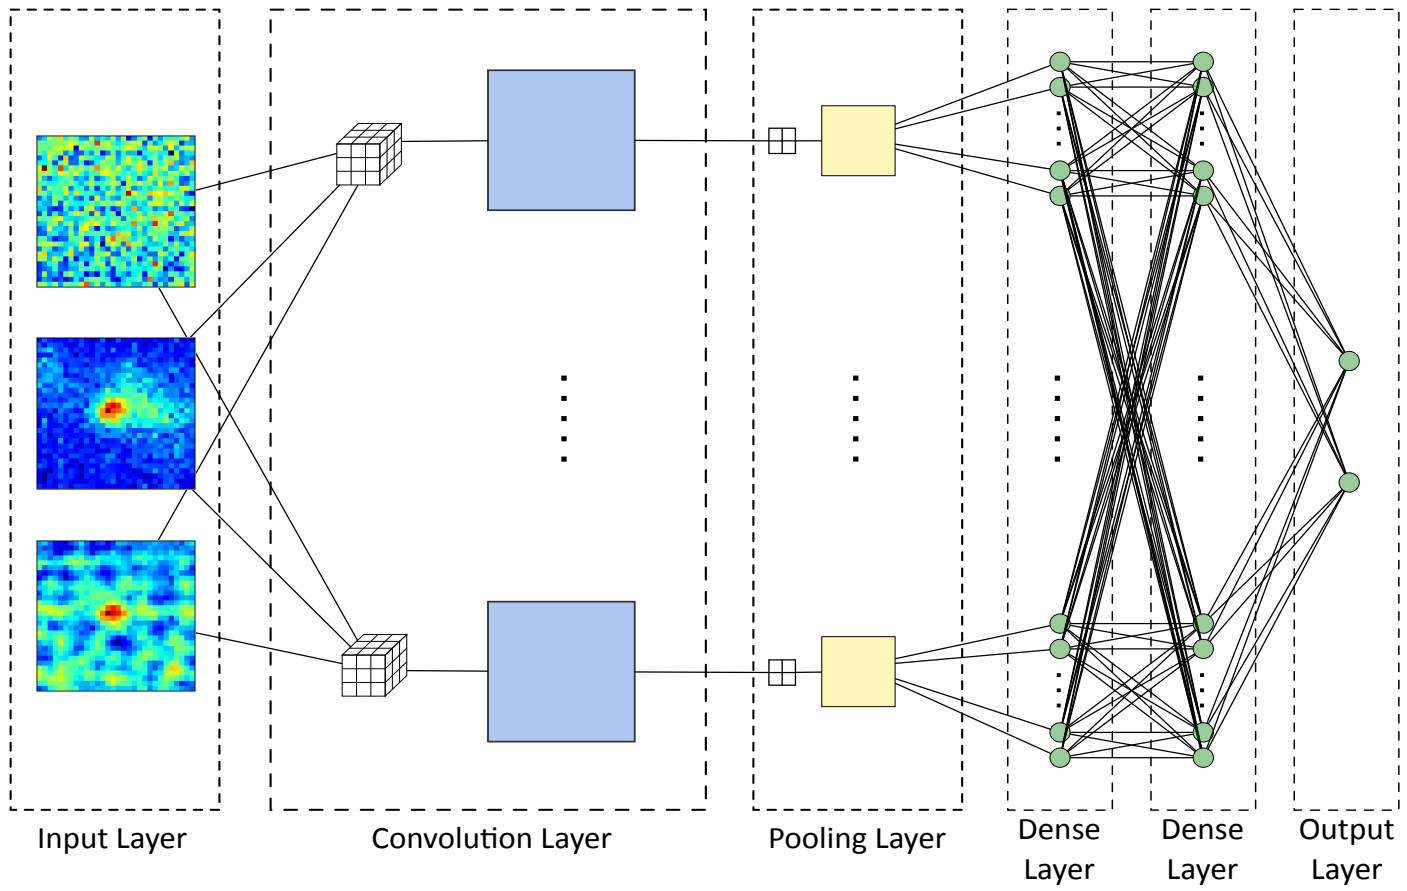 Input Layer
Convolution Layer
Pooling Layer
Dense
Layer
Dense
Layer
Output
Layer